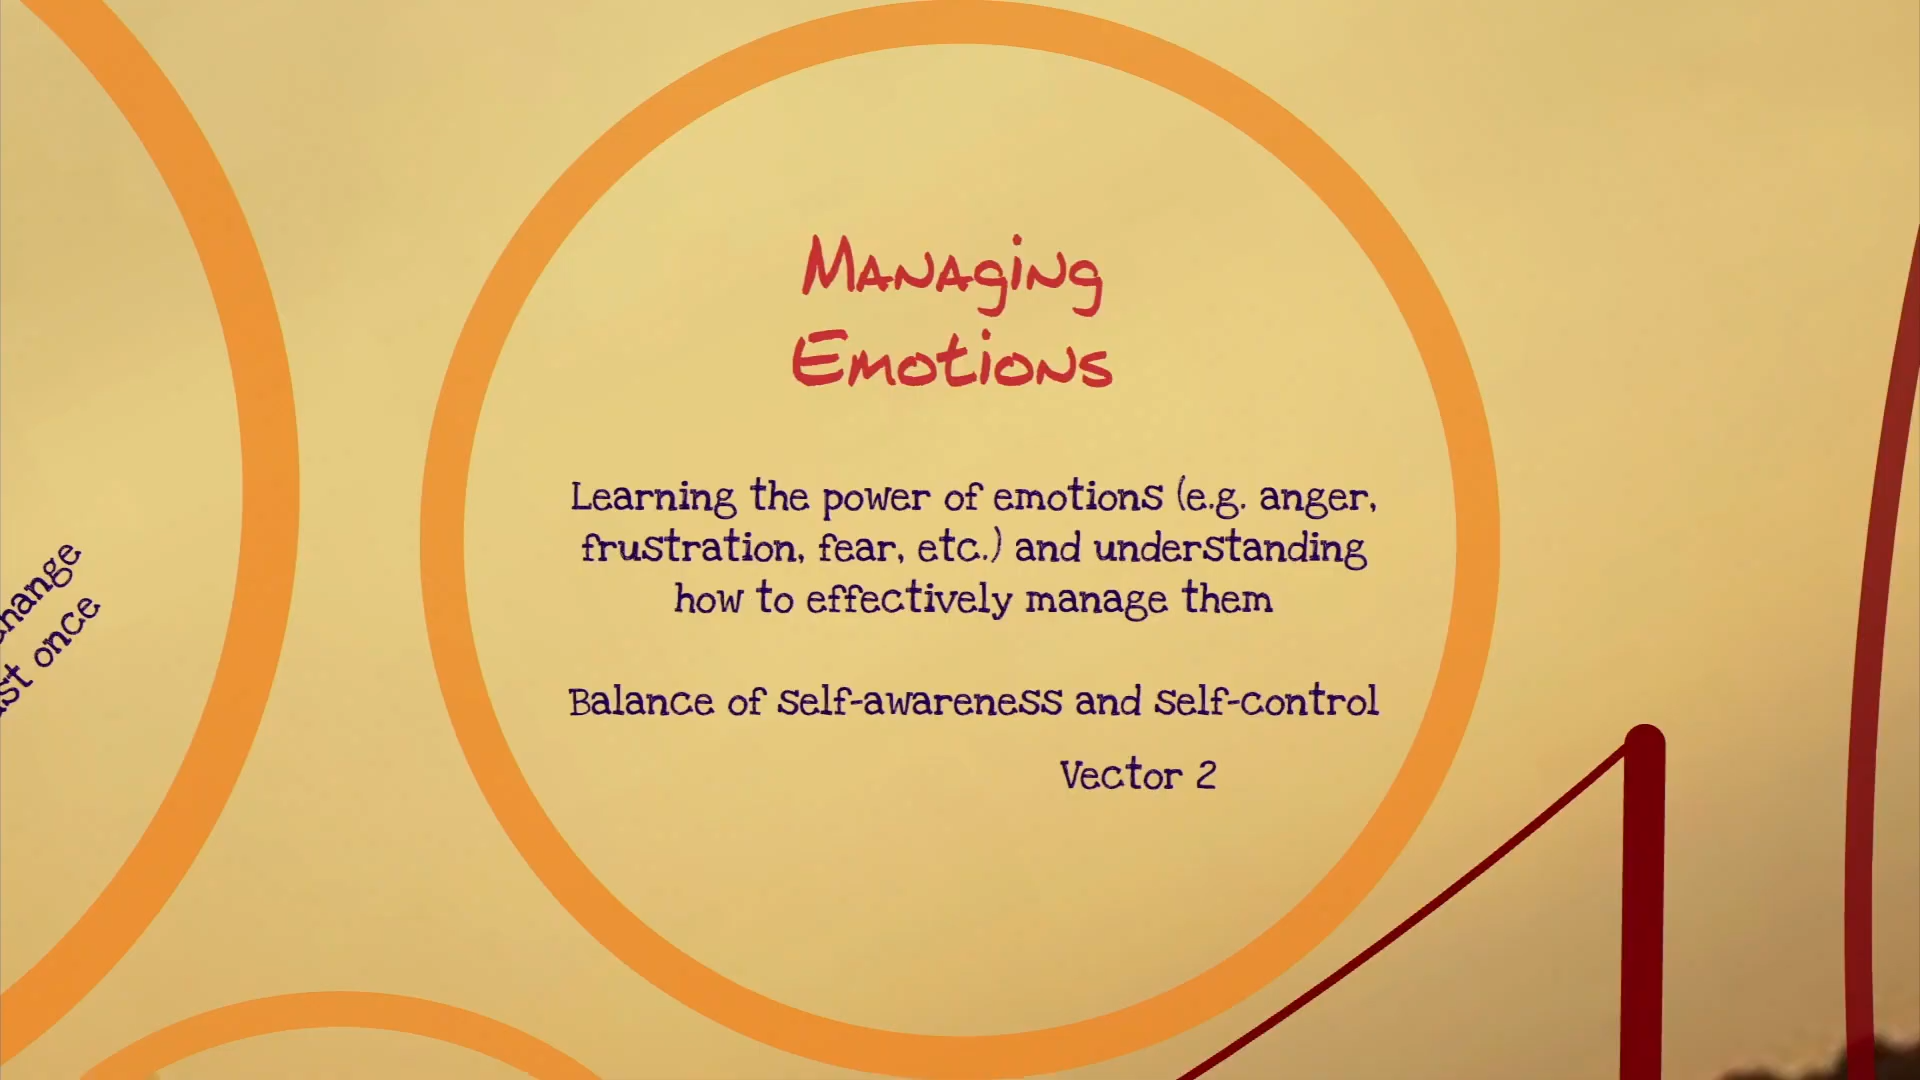 Managing
Emotions
Learning the power of emotions (e.g. anger,
frustration, fear, etc.) and understanding
how to effectively manage them
Balance of self-awareness and self-control
Vector 2
once